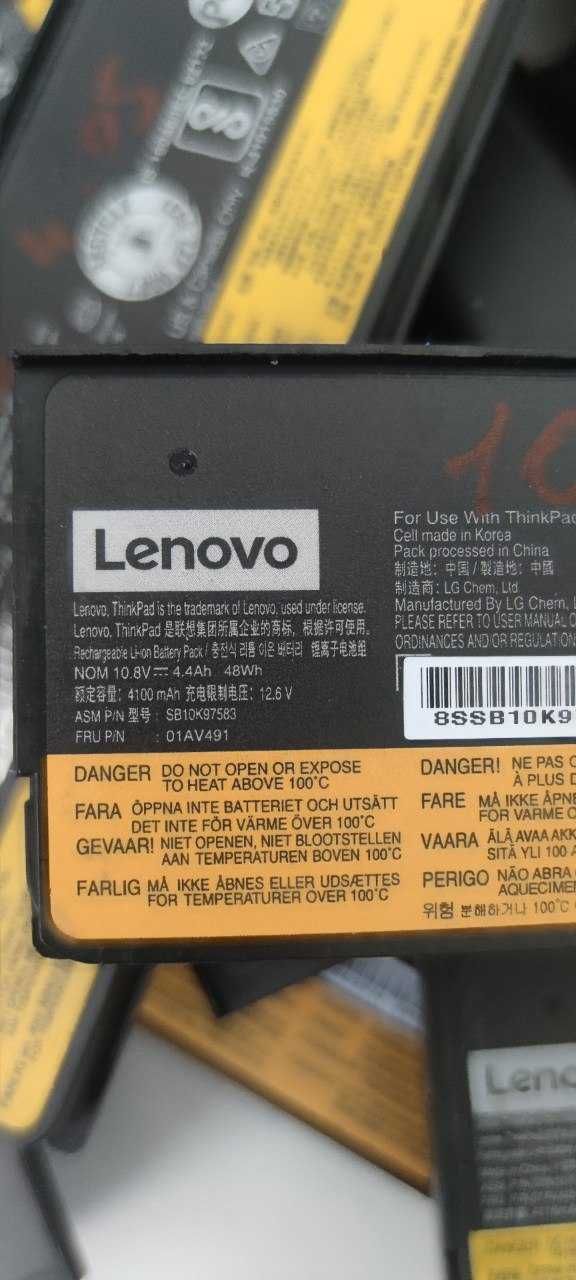 UL & C
Only
10
Lenovo
Lenovo, ThinkPad is the trademark of Lenovo, used under license.
Lenovo, ThinkPad 是联想集团所属企业的商标，根据许可使用。
Rechargeable Li-ion Battery Pack / 충전식 리튬 이온 배터리 锂离子电池组
NOM 10.8V⎓ 4.4Ah 48Wh
额定容量：4100 mAh 充电限制电压：12.6 V
ASM P/N 型号 : SB10K97583
FRU P/N : 01AV491
For Use With ThinkPad
Cell made in Korea
Pack processed in China
制造地：中国 / 製造地：中國
制造商：LG Chem, Ltd
Manufactured By LG Chem, L
PLEASE REFER TO USER MANUAL O
ORDINANCES AND/OR REGULATION
8SSB10K9
DANGER DO NOT OPEN OR EXPOSE
TO HEAT ABOVE 100°C
FARA ÖPPNA INTE BATTERIET OCH UTSÄTT
DET INTE FÖR VÄRME ÖVER 100°C
GEVAAR! NIET OPENEN, NIET BLOOTSTELLEN
AAN TEMPERATUREN BOVEN 100°C
FARLIG MÅ IKKE ÅBNES ELLER UDSÆTTES
FOR TEMPERATURER OVER 100°C
DANGER! NE PAS O
À PLUS D
FARE MÅ IKKE ÅPNE
FOR VARME O
VAARA ÄLÄ AVAA AKK
SITÄ YLI 100 A
PERIGO NÃO ABRA
AQUECIME
위험 분해하거나 100°C
Leno